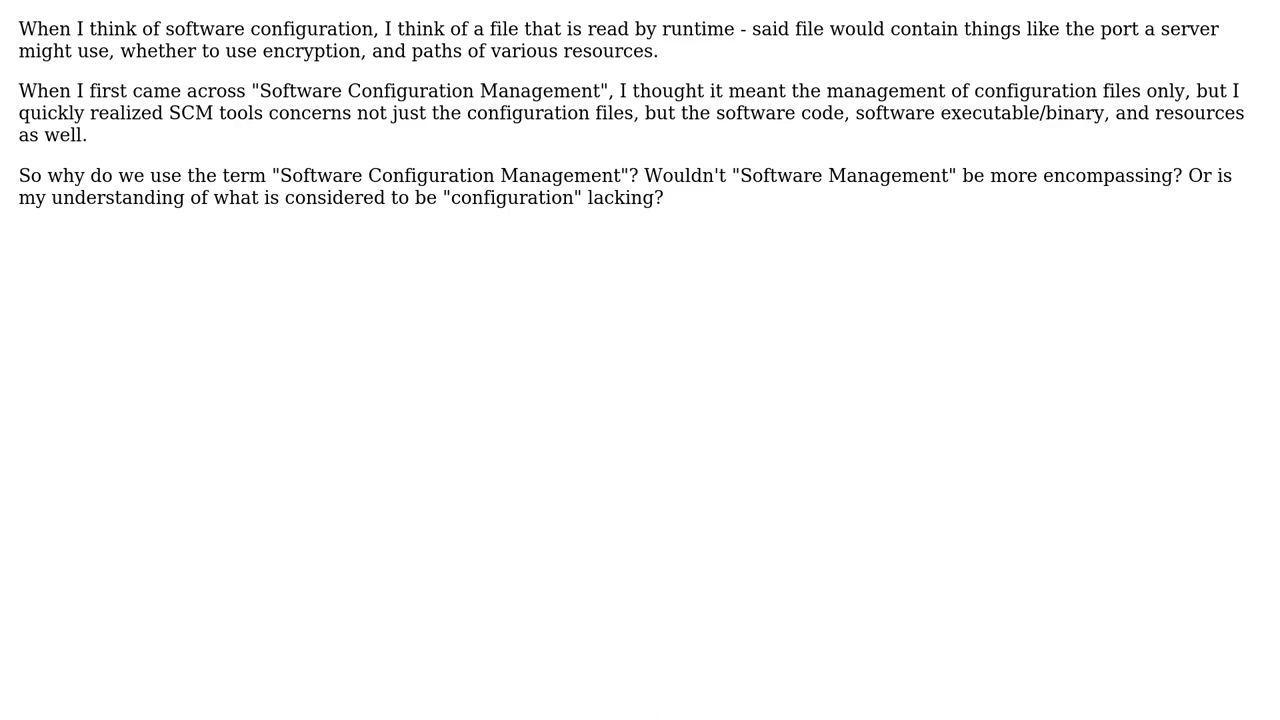 When I think of software configuration, I think of a file that is read by runtime - said file would contain things like the port a server
might use, whether to use encryption, and paths of various resources.
When I first came across "Software Configuration Management", I thought it meant the management of configuration files only, but I
quickly realized SCM tools concerns not just the configuration files, but the software code, software executable/binary, and resources
as well.
So why do we use the term "Software Configuration Management"? Wouldn't "Software Management" be more encompassing? Or is
my understanding of what is considered to be "configuration" lacking?